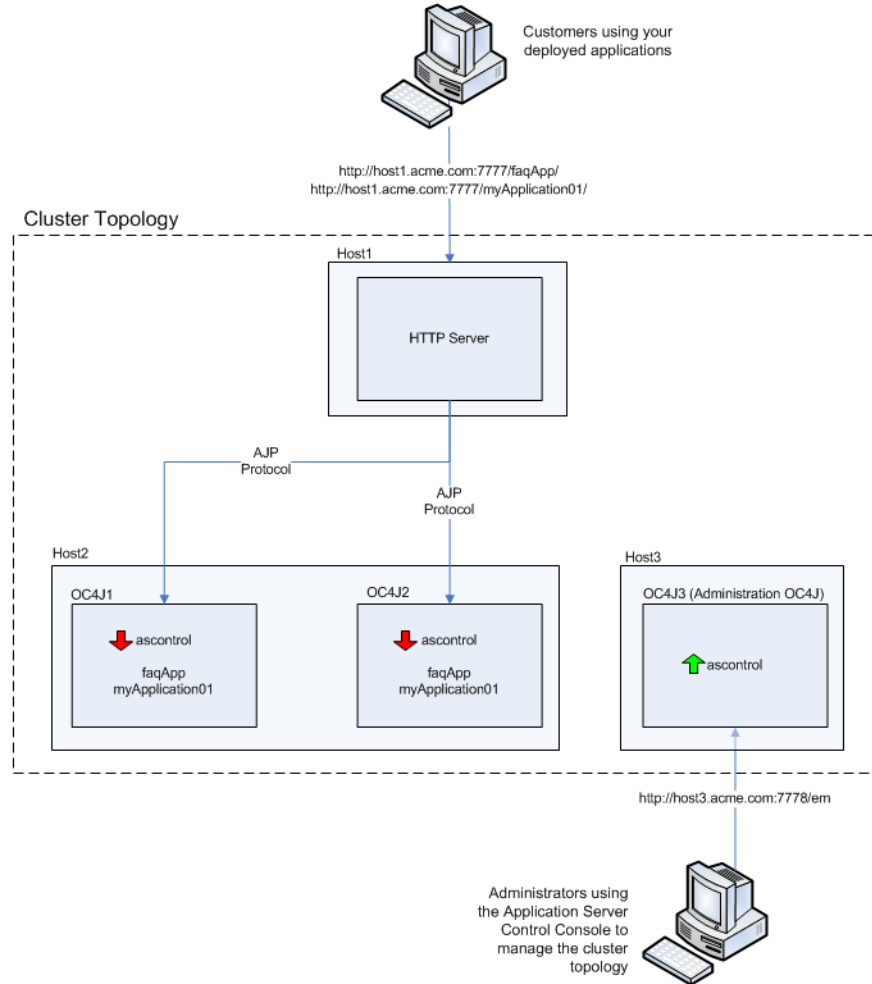 Customers using your
deployed applications
http://host1.acme.com:7777/faqApp/
http://host1.acme.com:7777/myApplication01/
Cluster Topology
Host1
HTTP Server
AJP
Protocol
AJP
Protocol
Host2
OC4J1
ascontrol
faqApp
myApplication01
OC4J2
ascontrol
faqApp
myApplication01
Host3
OC4J3 (Administration OC4J)
ascontrol
http://host3.acme.com:7778/em
Administrators using
the Application Server
Control Console to
manage the cluster
topology